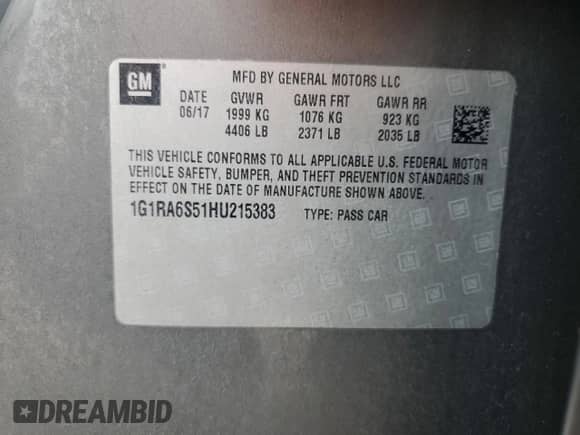 GM ® MFD BY GENERAL MOTORS LLC
DATE GVWR GAWR FRT GAWR RR
06/17 1999 KG 1076 KG 923 KG
4406 LB 2371 LB 2035 LB
THIS VEHICLE CONFORMS TO ALL APPLICABLE U.S. FEDERAL MOTOR
VEHICLE SAFETY, BUMPER, AND THEFT PREVENTION STANDARDS IN
EFFECT ON THE DATE OF MANUFACTURE SHOWN ABOVE.
1G1RA6S51HU215383 TYPE: PASS CAR
DREAMBID